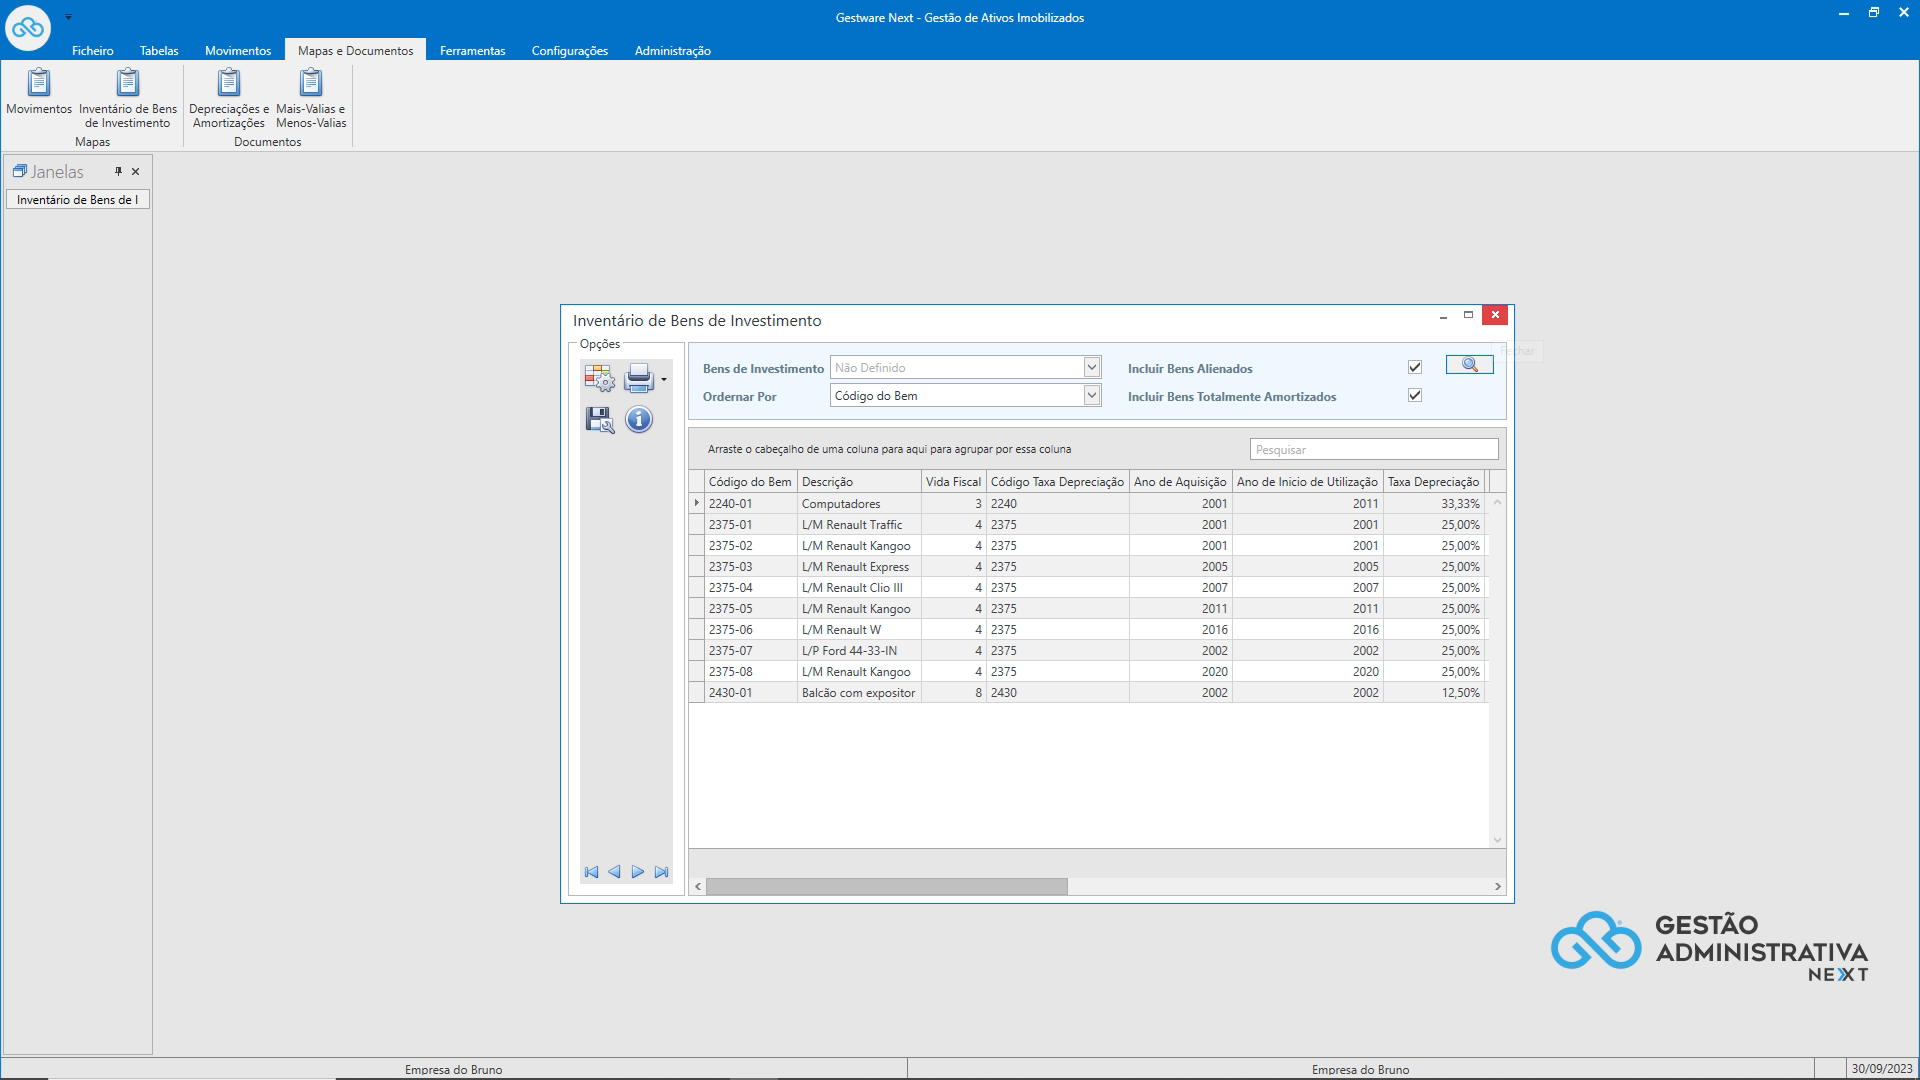 Gestware Next - Gestão de Ativos Imobilizados
Ficheiro Tabelas Movimentos Mapas e Documentos Ferramentas Configurações Administração
Movimentos
Inventário de Bens
de Investimento
Depreciações e
Amortizações
Mais-Valias e
Menos-Valias
Mapas
Documentos
Janelas
Inventário de Bens de I
Inventário de Bens de Investimento
Opções
Bens de Investimento Não Definido Incluir Bens Alienados
Ordernar Por Código do Bem Incluir Bens Totalmente Amortizados
Fechar
Arraste o cabeçalho de uma coluna para aqui para agrupar por essa coluna Pesquisar
Código do Bem Descrição Vida Fiscal Código Taxa Depreciação Ano de Aquisição Ano de Inicio de Utilização Taxa Depreciação
2240-01 Computadores 3 2240 2001 2011 33,33%
2375-01 L/M Renault Traffic 4 2375 2001 2001 25,00%
2375-02 L/M Renault Kangoo 4 2375 2001 2001 25,00%
2375-03 L/M Renault Express 4 2375 2005 2005 25,00%
2375-04 L/M Renault Clio III 4 2375 2007 2007 25,00%
2375-05 L/M Renault Kangoo 4 2375 2011 2011 25,00%
2375-06 L/M Renault W 4 2375 2016 2016 25,00%
2375-07 L/P Ford 44-33-IN 4 2375 2002 2002 25,00%
2375-08 L/M Renault Kangoo 4 2375 2020 2020 25,00%
2430-01 Balcão com expositor 8 2430 2002 2002 12,50%
GESTÃO
ADMINISTRATIVA
NEXT
Empresa do Bruno Empresa do Bruno 30/09/2023